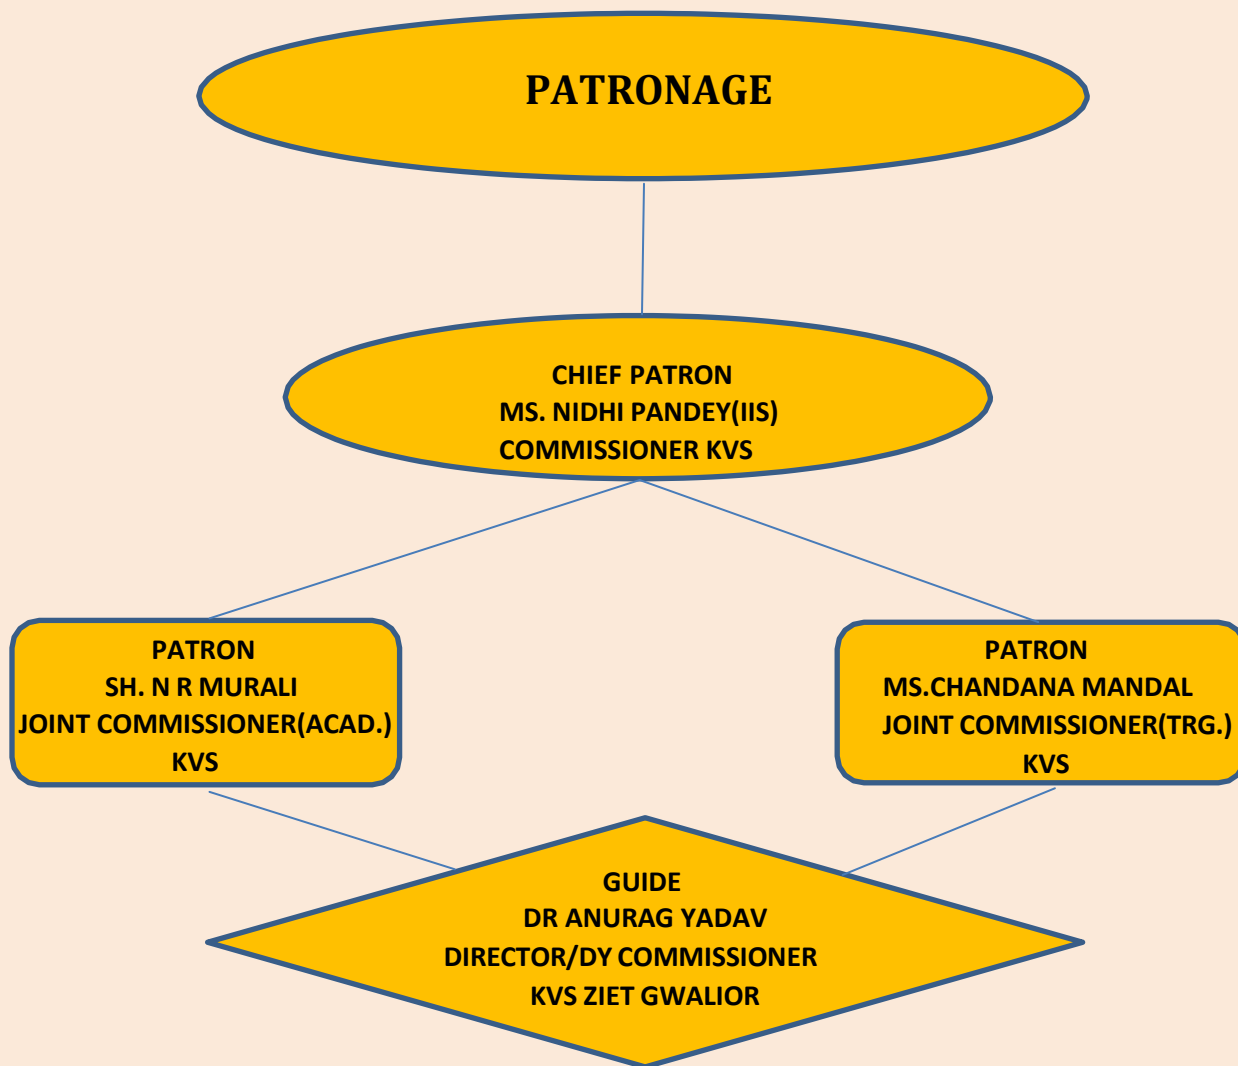 PATRONAGE
CHIEF PATRON
MS. NIDHI PANDEY(IIS)
COMMISSIONER KVS
PATRON
SH. N R MURALI
JOINT COMMISSIONER(ACAD.)
KVS
PATRON
MS.CHANDANA MANDAL
JOINT COMMISSIONER(TRG.)
KVS
GUIDE
DR ANURAG YADAV
DIRECTOR/DY COMMISSIONER
KVS ZIET GWALIOR